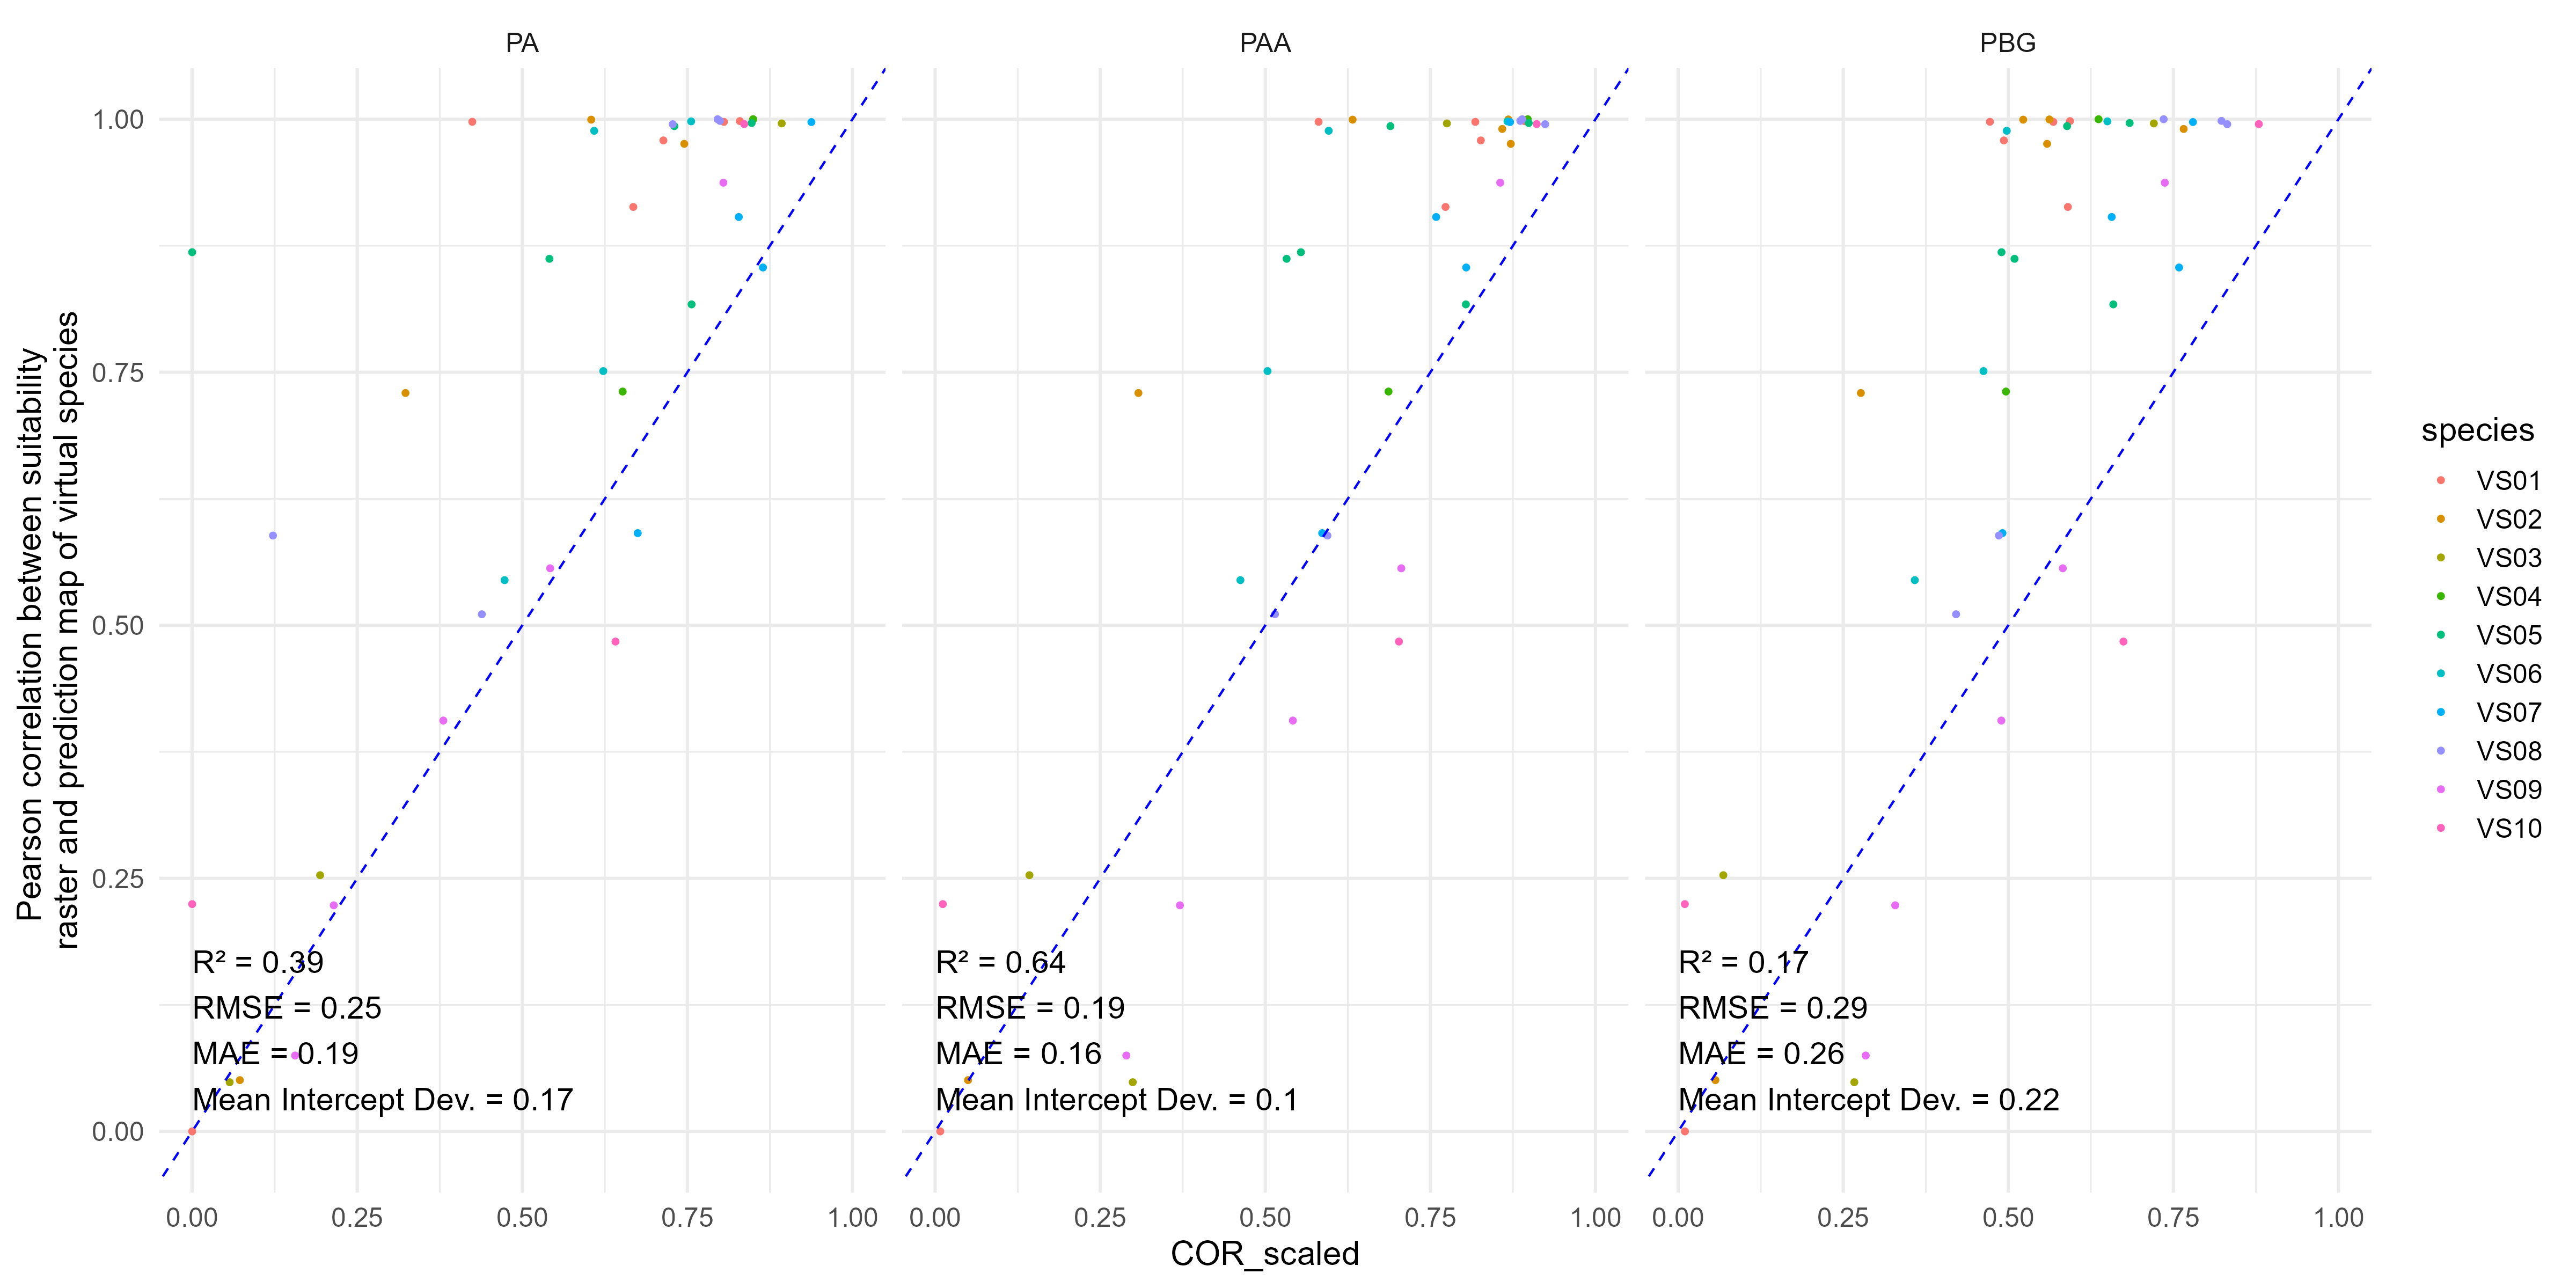 PA
PAA
PBG
Pearson correlation between suitability
raster and prediction map of virtual species
1.00
0.75
0.50
0.25
0.00
R² = 0.39
RMSE = 0.25
MAE = 0.19
Mean Intercept Dev. = 0.17
R² = 0.64
RMSE = 0.19
MAE = 0.16
Mean Intercept Dev. = 0.1
R² = 0.17
RMSE = 0.29
MAE = 0.26
Mean Intercept Dev. = 0.22
0.00 0.25 0.50 0.75 1.00
0.00 0.25 0.50 0.75 1.00
0.00 0.25 0.50 0.75 1.00
COR_scaled
species
VS01
VS02
VS03
VS04
VS05
VS06
VS07
VS08
VS09
VS10